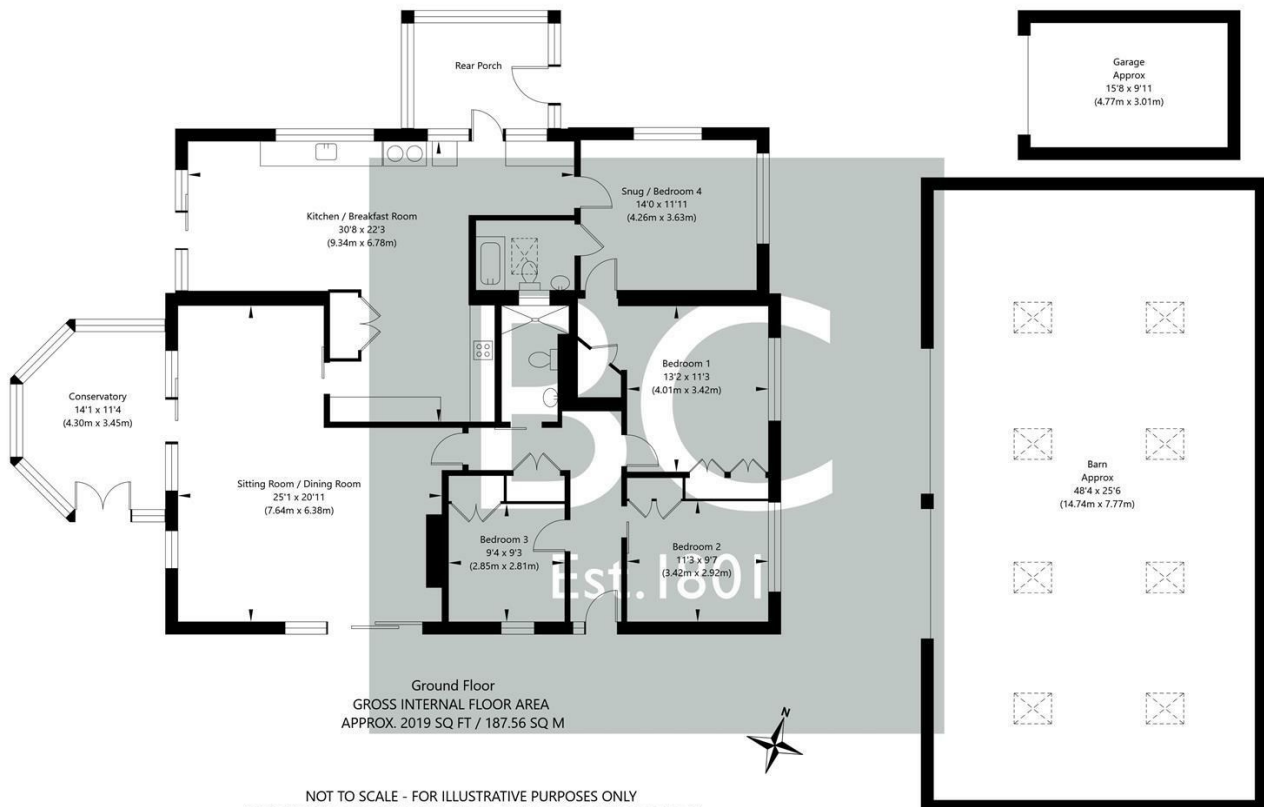 Rear Porch
Garage
Approx
15'8 x 9'11
(4.77m x 3.01m)
Kitchen / Breakfast Room
30'8 x 22'3
(9.34m x 6.78m)
Snug / Bedroom 4
14'0 x 11'11
(4.26m x 3.63m)
Conservatory
14'1 x 11'4
(4.30m x 3.45m)
Bedroom 1
13'2 x 11'3
(4.01m x 3.42m)
BC
Est. 1801
Sitting Room / Dining Room
25'1 x 20'11
(7.64m x 6.38m)
Bedroom 3
9'4 x 9'3
(2.85m x 2.81m)
Bedroom 2
11'3 x 9'7
(3.42m x 2.92m)
Barn
Approx
48'4 x 25'6
(14.74m x 7.77m)
Ground Floor
GROSS INTERNAL FLOOR AREA
APPROX. 2019 SQ FT / 187.56 SQ M
N
NOT TO SCALE - FOR ILLUSTRATIVE PURPOSES ONLY